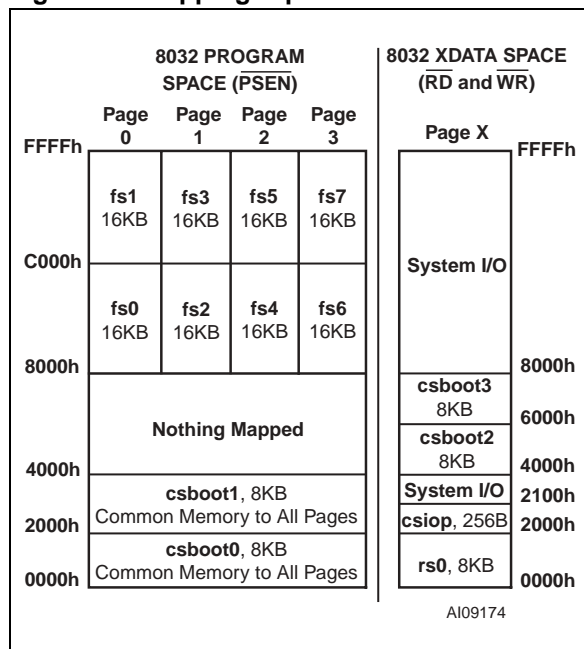 8032 PROGRAM
SPACE (PSEN)
Page 0
Page 1
Page 2
Page 3
FFFFh
fs1
16KB
fs3
16KB
fs5
16KB
fs7
16KB
C000h
fs0
16KB
fs2
16KB
fs4
16KB
fs6
16KB
8000h
Nothing Mapped
4000h
csboot1, 8KB
Common Memory to All Pages
2000h
csboot0, 8KB
Common Memory to All Pages
0000h
8032 XDATA SPACE
(RD and WR)
Page X
FFFFh
System I/O
8000h
csboot3
8KB
6000h
csboot2
8KB
4000h
System I/O
2100h
csiop, 256B
2000h
rs0, 8KB
0000h
AI09174